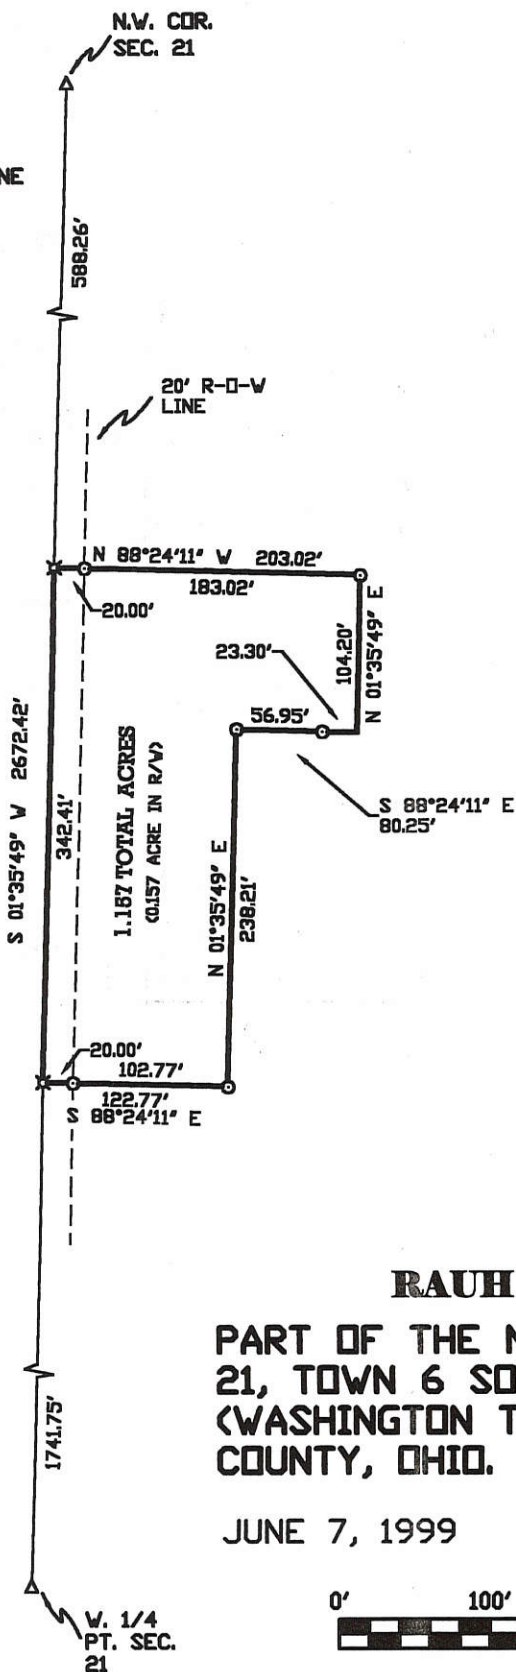 N.W. COR.
SEC. 21
NE
588.26'
20' R-O-W
LINE
N 88°24'11" W 203.02'
183.02'
20.00'
N 01°35'49" E
104.20'
23.30'
56.95'
S 88°24'11" E
80.25'
S 01°35'49" W 2672.42'
342.41'
1.157 TOTAL ACRES
(0.157 ACRE IN R/W)
N 01°35'49" E
238.21'
20.00'
102.77'
122.77'
S 88°24'11" E
1741.75'
W. 1/4
PT. SEC.
21
RAUH
PART OF THE N
21, TOWN 6 SO
(WASHINGTON T
COUNTY, OHIO.
JUNE 7, 1999
0' 100'